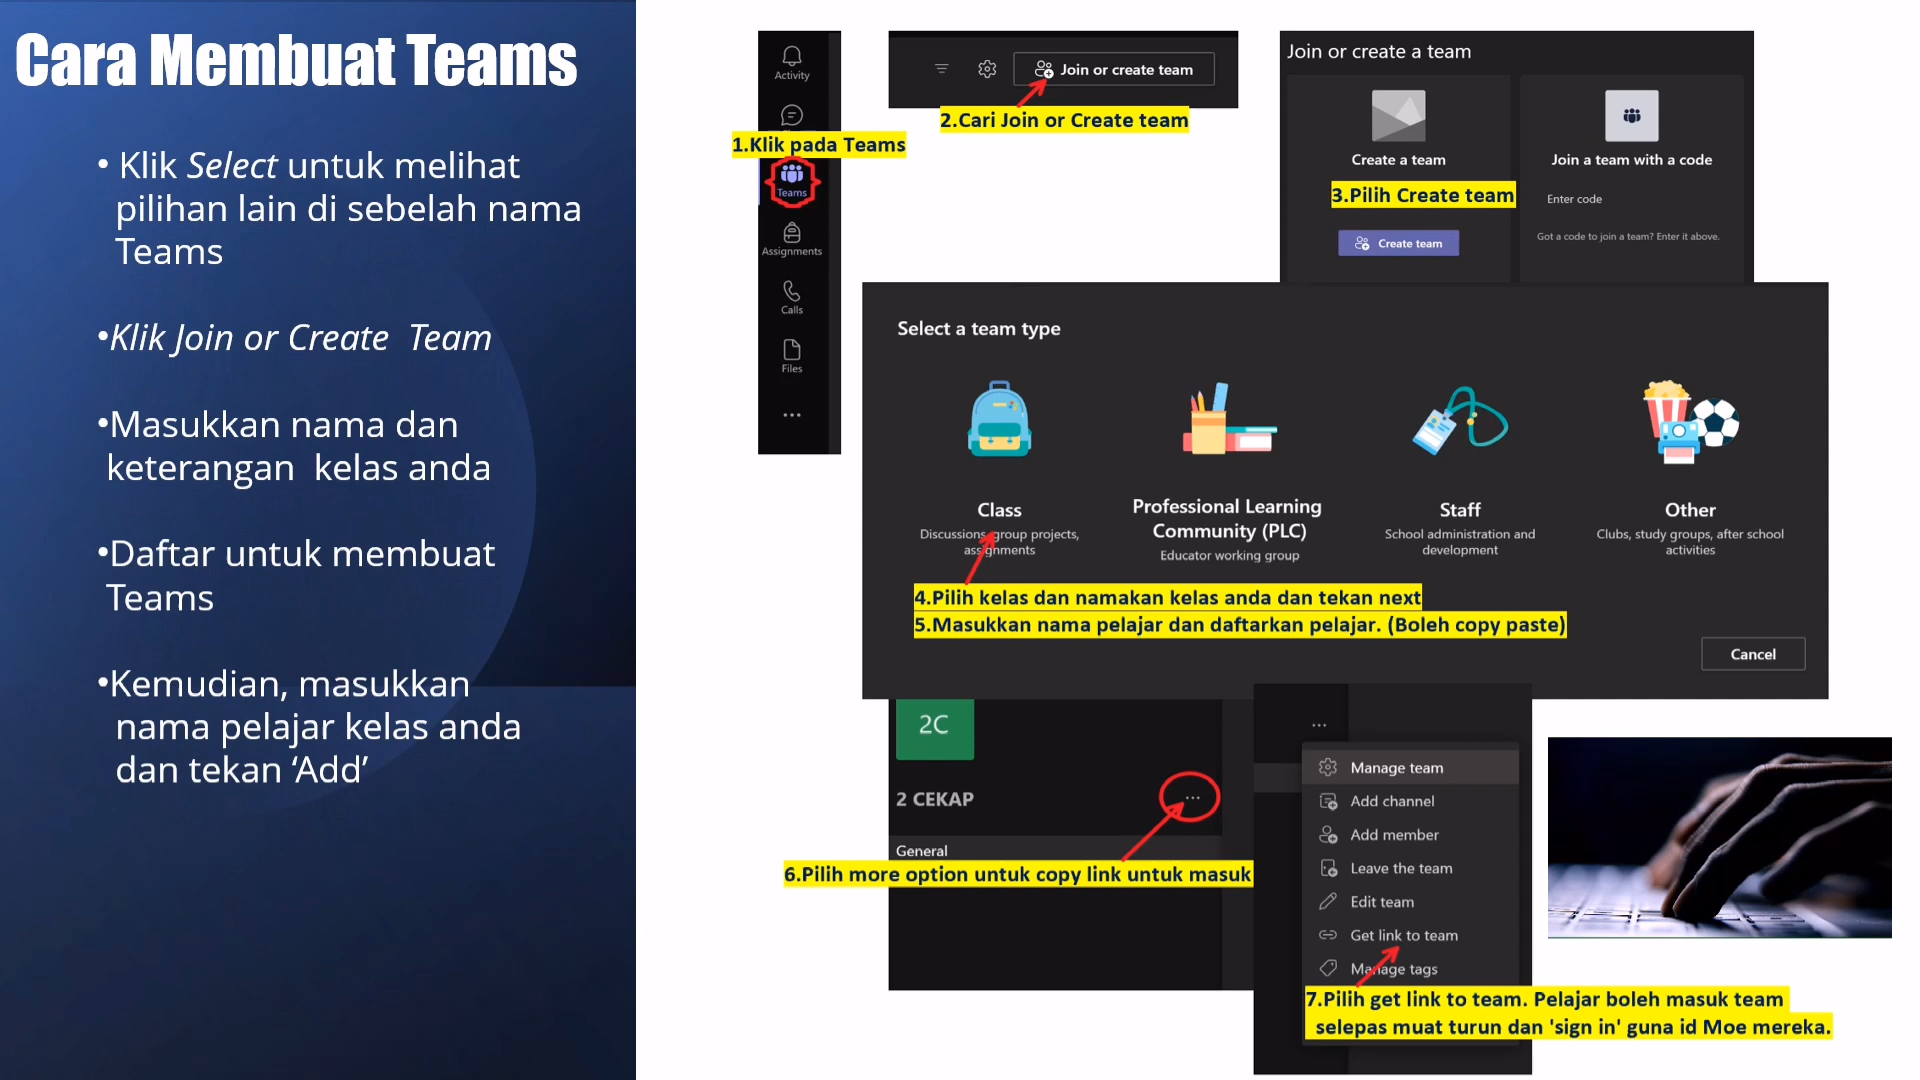 Cara Membuat Teams
• Klik Select untuk melihat
pilihan lain di sebelah nama
Teams
•Klik Join or Create Team
•Masukkan nama dan
keterangan kelas anda
•Daftar untuk membuat
Teams
•Kemudian, masukkan
nama pelajar kelas anda
dan tekan ‘Add’
Activity
1.Klik pada Teams
Teams
Assignments
Calls
Files
...
Join or create team
2.Cari Join or Create team
Join or create a team
Create a team
3.Pilih Create team
Create team
Join a team with a code
Enter code
Got a code to join a team? Enter it above.
Select a team type
Class
Discussions, group projects,
assignments
Professional Learning
Community (PLC)
Educator working group
Staff
School administration and
development
Other
Clubs, study groups, after school
activities
4.Pilih kelas dan namakan kelas anda dan tekan next
5.Masukkan nama pelajar dan daftarkan pelajar. (Boleh copy paste)
Cancel
2C
2 CEKAP
...
General
6.Pilih more option untuk copy link untuk masuk
...
Manage team
Add channel
Add member
Leave the team
Edit team
Get link to team
Manage tags
7.Pilih get link to team. Pelajar boleh masuk team
selepas muat turun dan 'sign in' guna id Moe mereka.